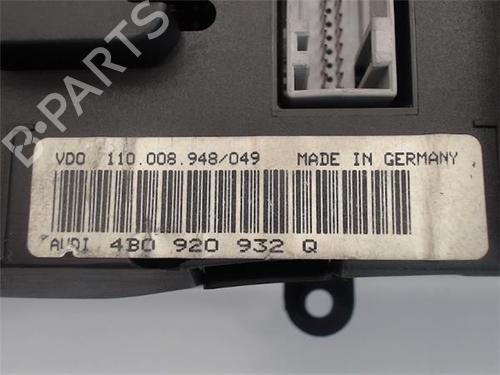 B-PARTS
VDO 110.008.948/049 MADE IN GERMANY
AUDI 4B0 920 932 Q